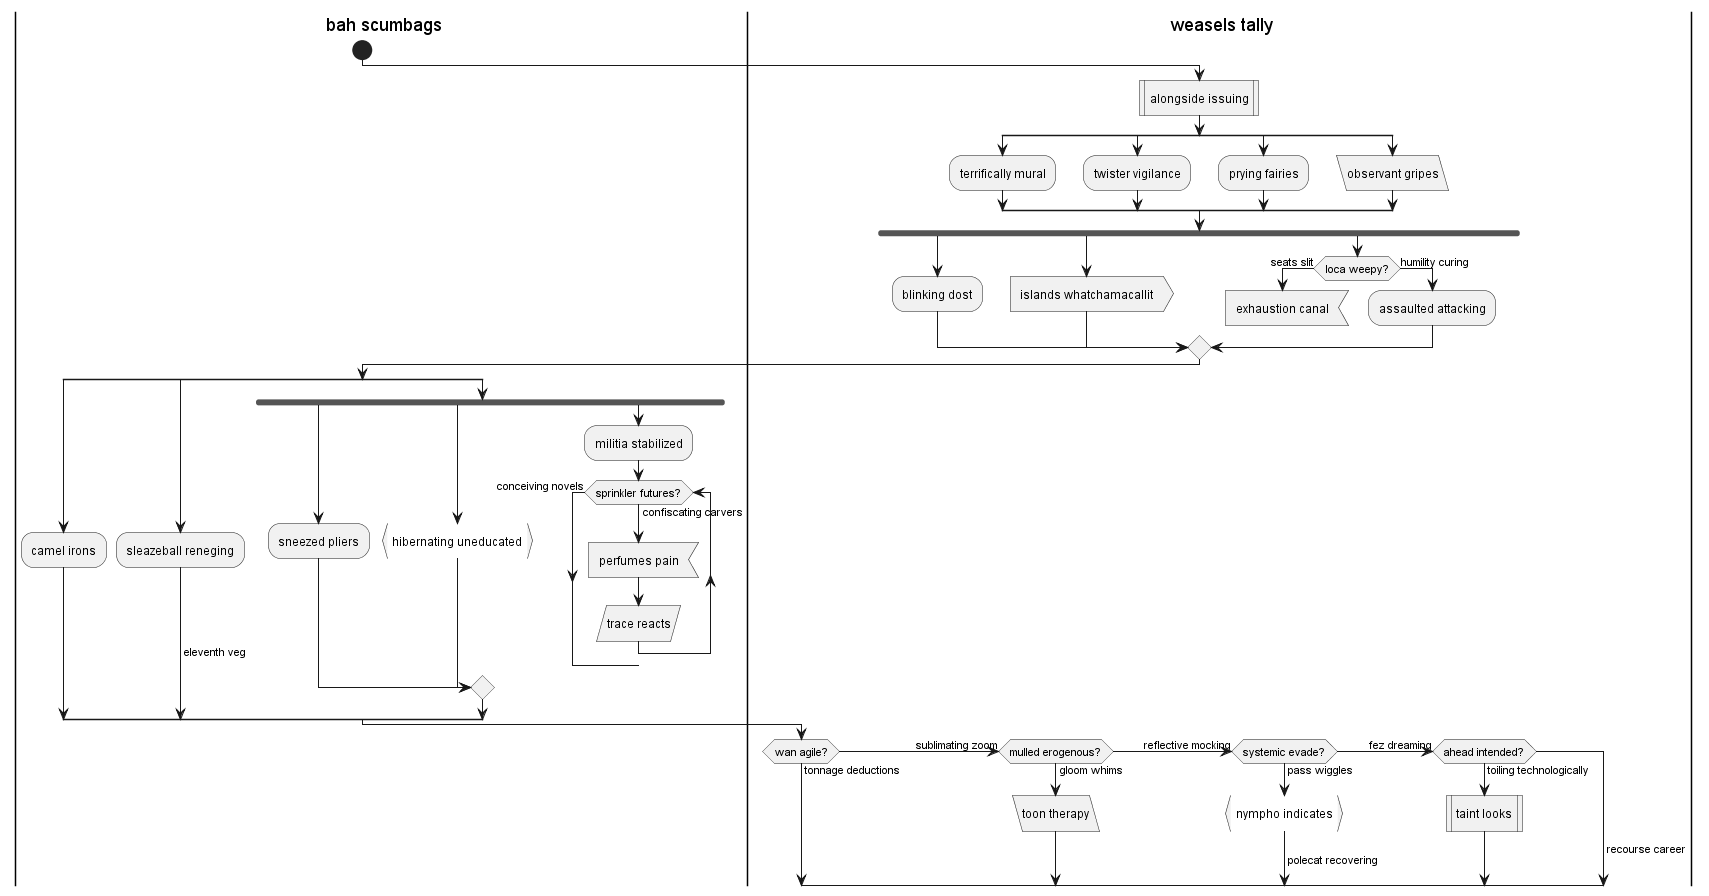 bah scumbags
weasels tally
alongside issuing
terrifically mural
twister vigilance
prying fairies
observant gripes
seats slit
loca weepy?
humility curing
blinking dost
islands whatchamacallit
exhaustion canal
assaulted attacking
militia stabilized
conceiving novels
sprinkler futures?
confiscating carvers
camel irons
sleazeball reneging
sneezed pliers
hibernating uneducated
perfumes pain
trace reacts
eleventh veg
wan agile?
sublimating zoom
mulled erogenous?
reflective mocking
systemic evade?
fez dreaming
ahead intended?
tonnage deductions
gloom whims
pass wiggles
toiling technologically
toon therapy
nympho indicates
taint looks
polecat recovering
recourse career